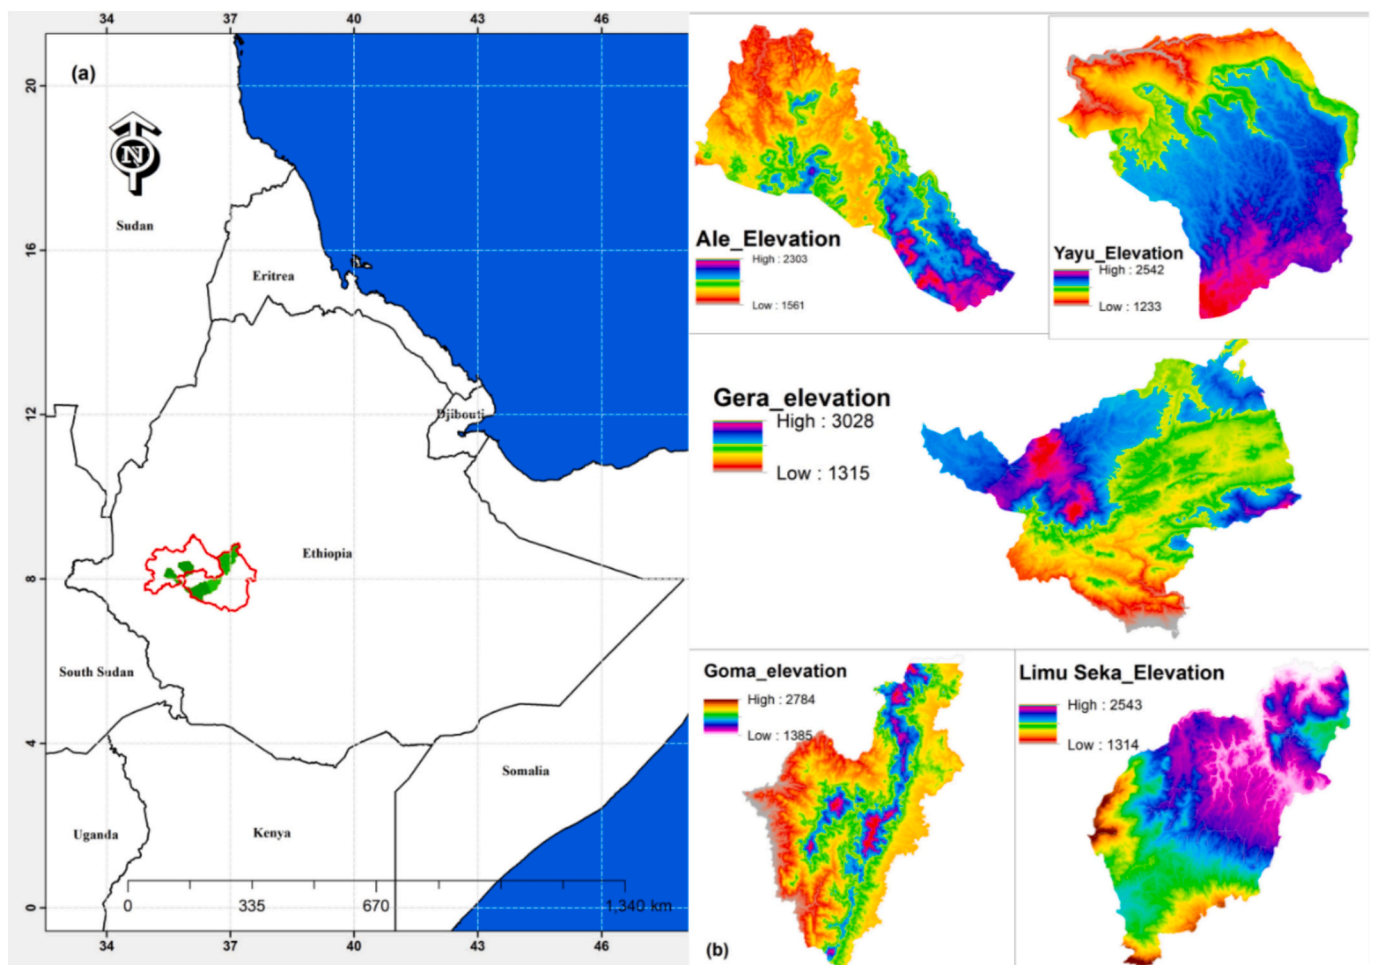 34 37 40 43 46
(a)
20
N
Sudan
16
Eritrea
12
Djibouti
Ethiopia
8
South Sudan
4
Somalia
Uganda
Kenya
0 335 670 1,340 km
0
34 37 40 43 46
Ale_Elevation
High : 2303
Low : 1561
Yayu_Elevation
High : 2542
Low : 1233
Gera_elevation
High : 3028
Low : 1315
Goma_elevation
High : 2784
Low : 1385
Limu Seka_Elevation
High : 2543
Low : 1314
(b)